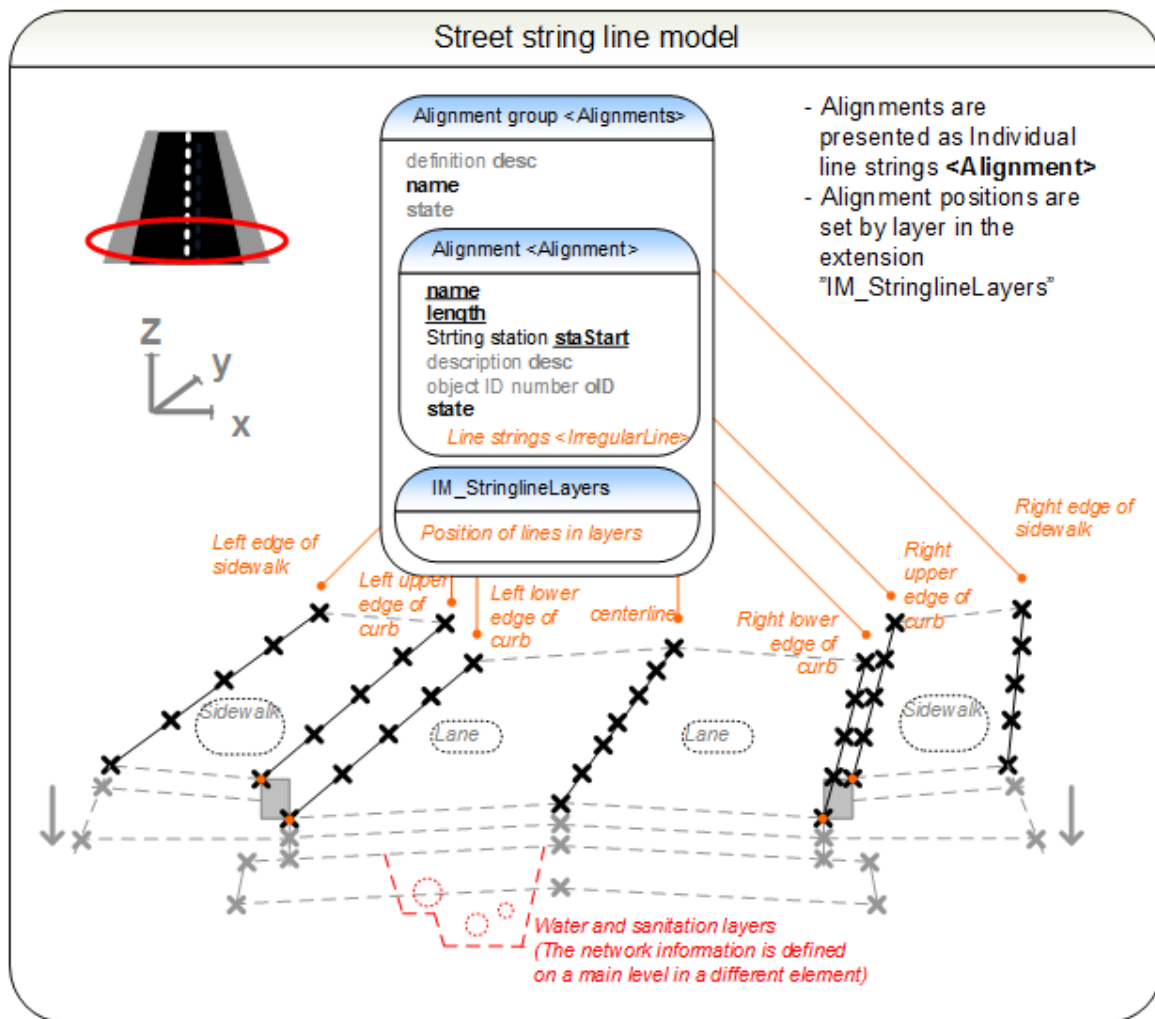 Street string line model
Alignment group <Alignments>
definition desc
name
state
Alignment <Alignment>
name
length
Strting station staStart
description desc
object ID number oID
state
Line strings <IrregularLine>
IM_StringlineLayers
Position of lines in layers
- Alignments are
presented as Individual
line strings <Alignment>
- Alignment positions are
set by layer in the
extension
"IM_StringlineLayers"
z
y
x
Left edge of
sidewalk
Left upper
edge of
curb
Left lower
edge of
curb
centerline
Right lower
edge of
curb
Right
upper
edge of
curb
Right edge of
sidewalk
Sidewalk
Lane
Lane
Sidewalk
Water and sanitation layers
(The network information is defined
on a main level in a different element)